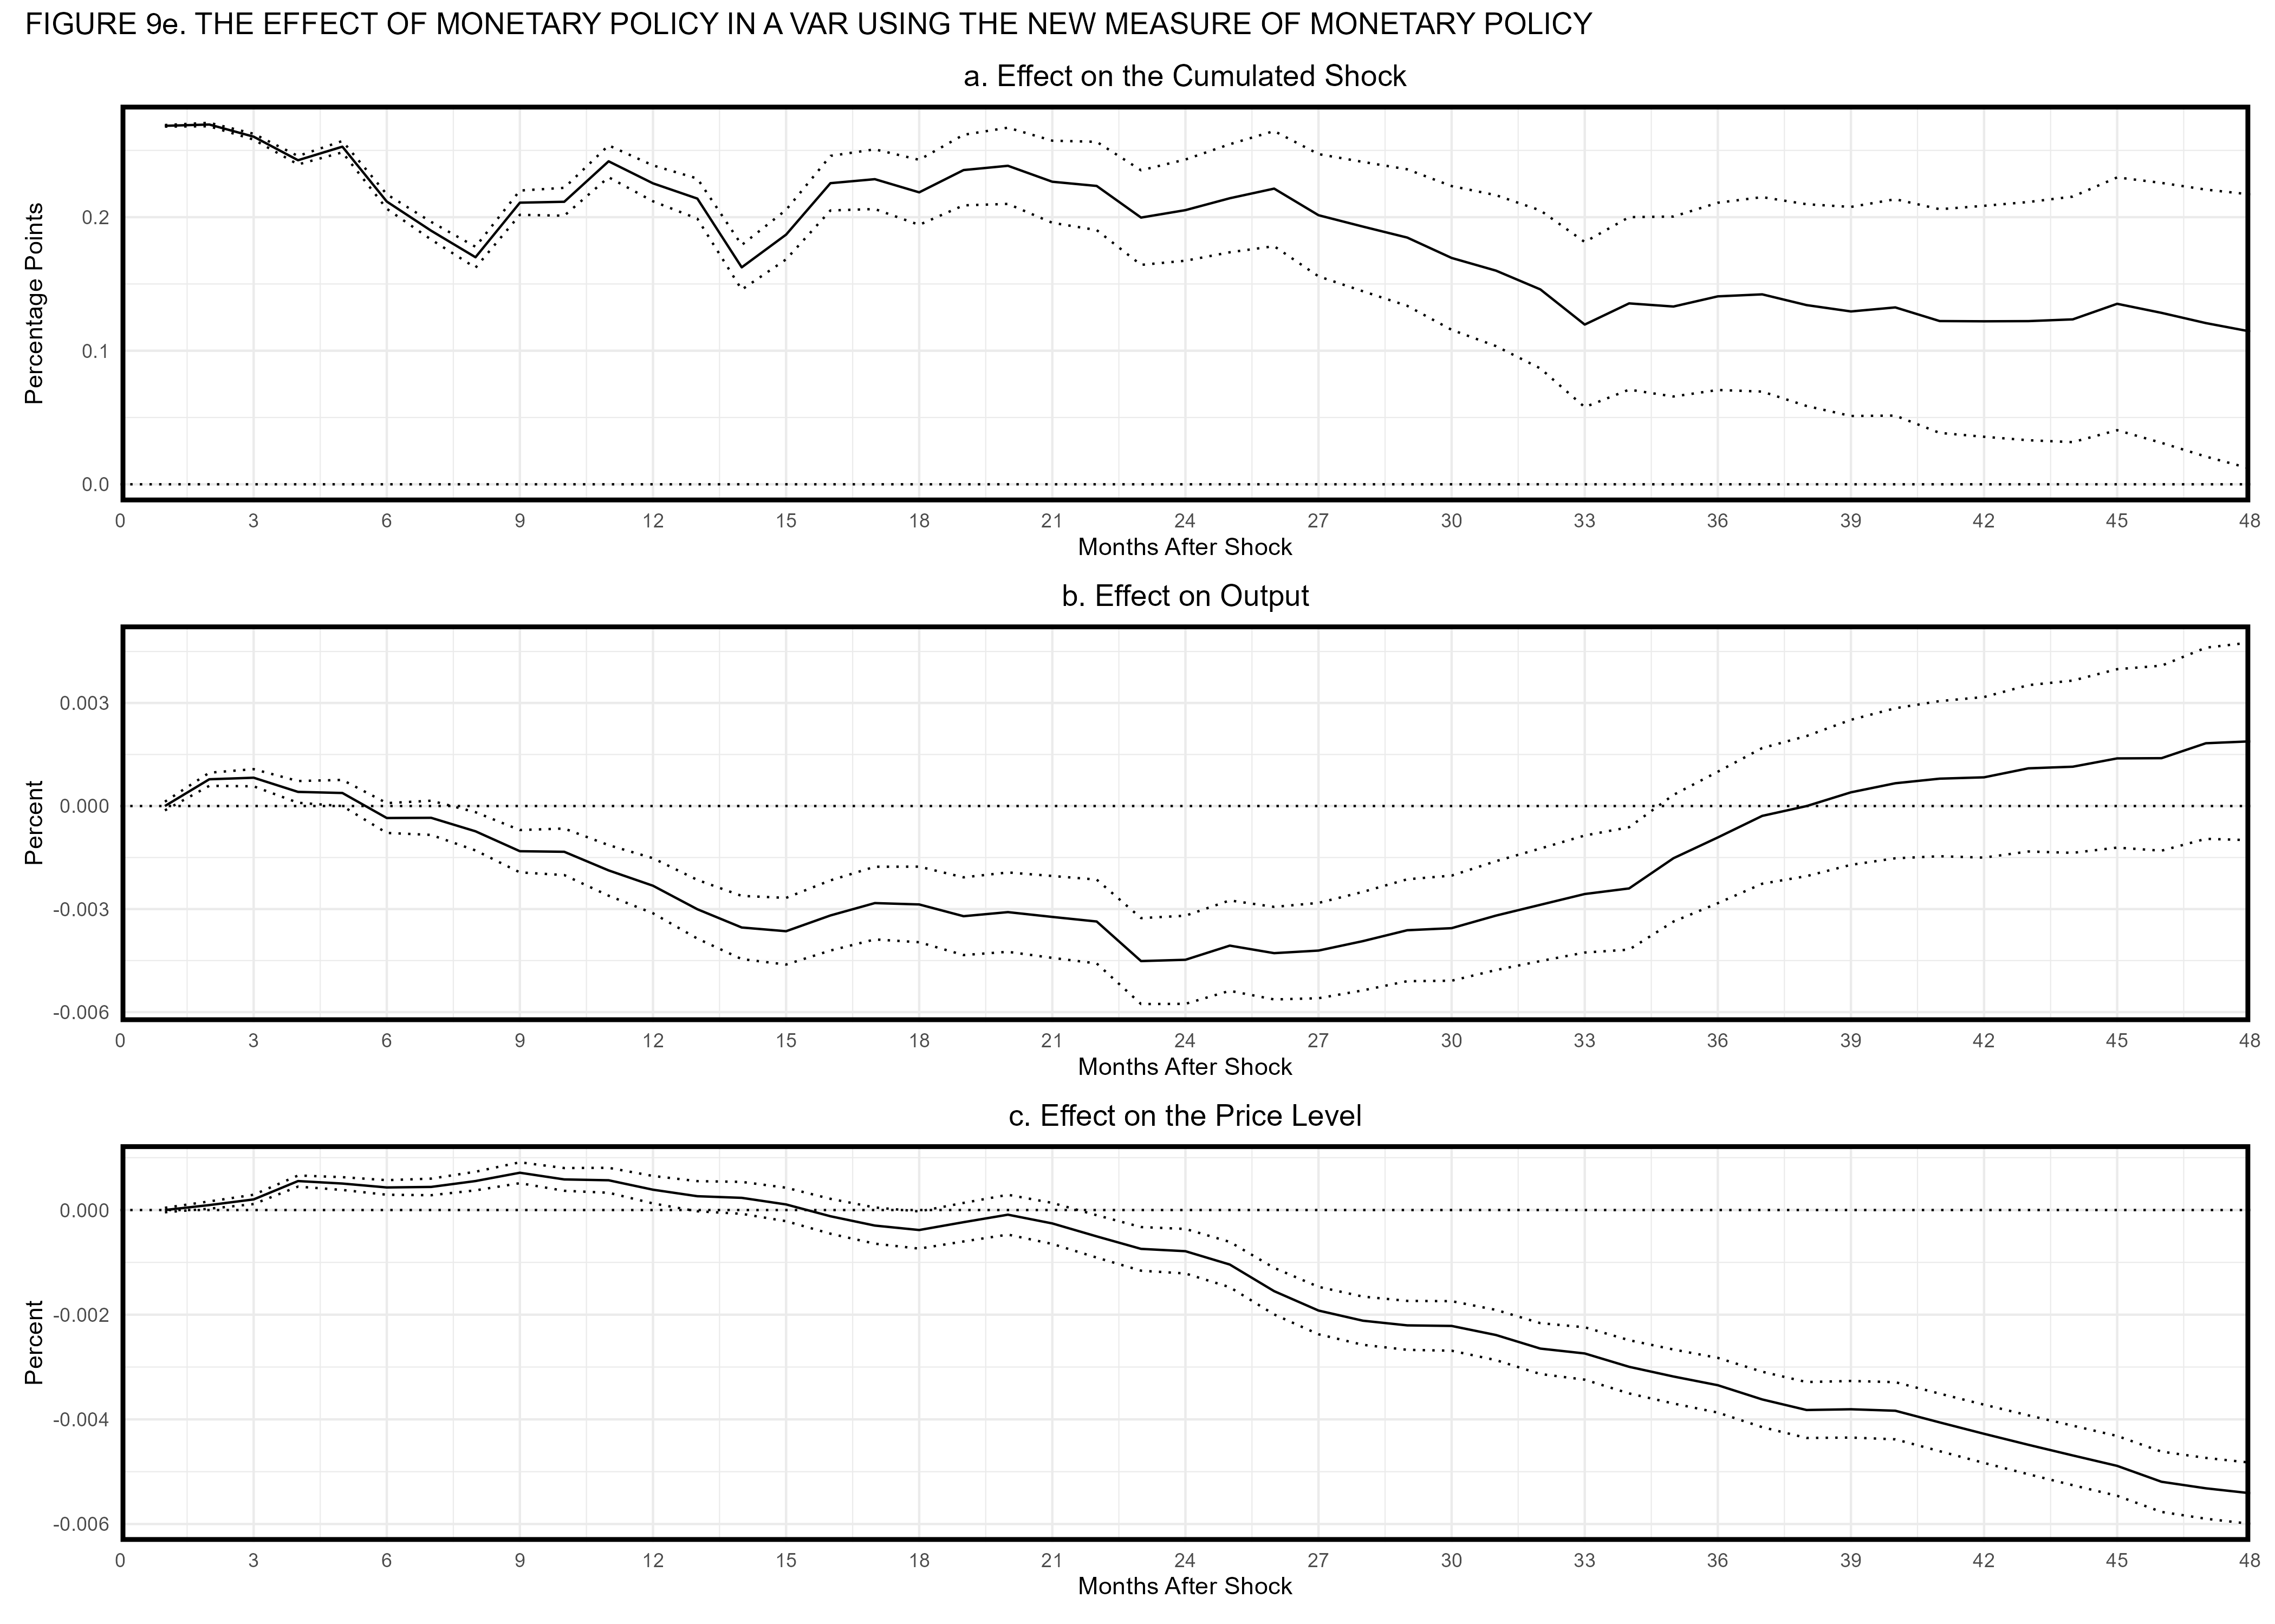 FIGURE 9e. THE EFFECT OF MONETARY POLICY IN A VAR USING THE NEW MEASURE OF MONETARY POLICY
a. Effect on the Cumulated Shock
Percentage Points
0.2
0.1
0.0
0 3 6 9 12 15 18 21 24 27 30 33 36 39 42 45 48
Months After Shock
b. Effect on Output
Percent
0.003
0.000
-0.003
-0.006
0 3 6 9 12 15 18 21 24 27 30 33 36 39 42 45 48
Months After Shock
c. Effect on the Price Level
Percent
0.000
-0.002
-0.004
-0.006
0 3 6 9 12 15 18 21 24 27 30 33 36 39 42 45 48
Months After Shock